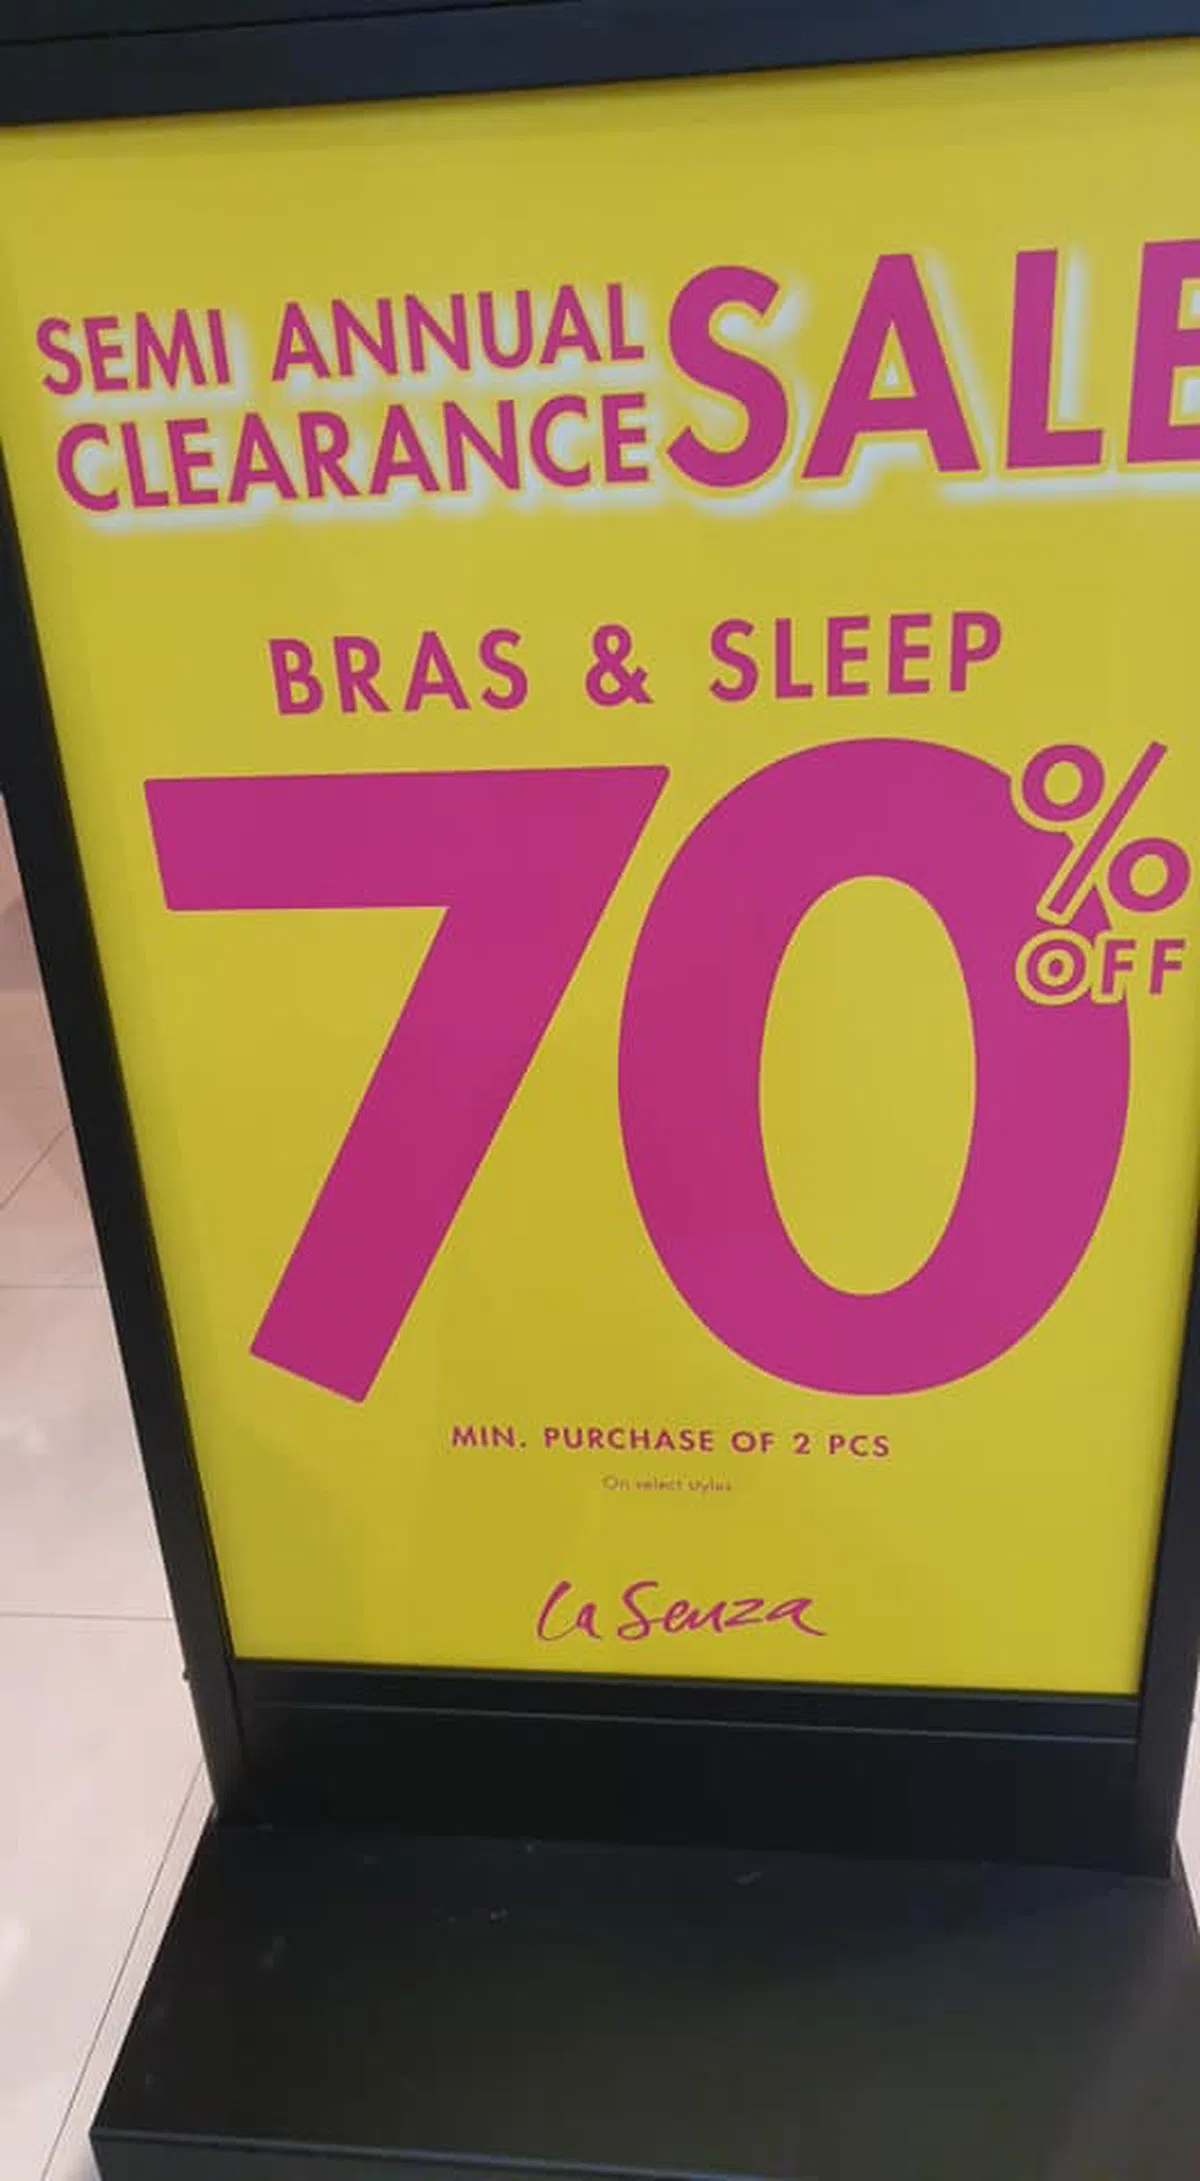 SEMI ANNUAL
CLEARANCE SALE
BRAS & SLEEP
70% OFF
MIN. PURCHASE OF 2 PCS
On select styles
La Senza